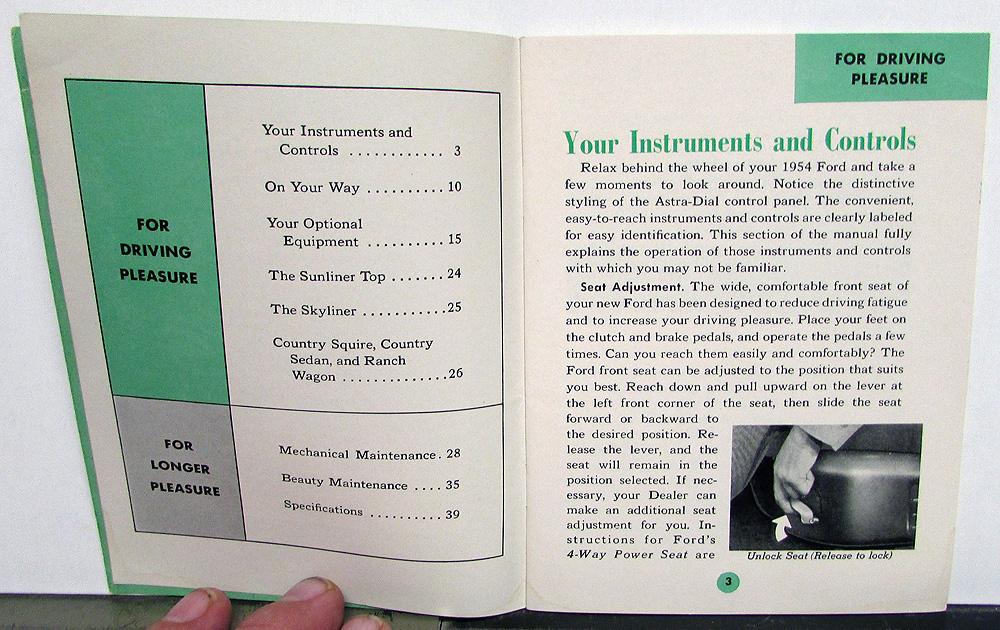 FOR
DRIVING
PLEASURE
Your Instruments and
Controls ............ 3
On Your Way ......... 10
Your Optional
Equipment ........... 15
The Sunliner Top ....... 24
The Skyliner ........... 25
Country Squire, Country
Sedan, and Ranch
Wagon .............. 26
FOR
LONGER
PLEASURE
Mechanical Maintenance . 28
Beauty Maintenance .... 35
Specifications .......... 39
FOR DRIVING
PLEASURE
Your Instruments and Controls
Relax behind the wheel of your 1954 Ford and take a
few moments to look around. Notice the distinctive
styling of the Astra-Dial control panel. The convenient,
easy-to-reach instruments and controls are clearly labeled
for easy identification. This section of the manual fully
explains the operation of those instruments and controls
with which you may not be familiar.
Seat Adjustment. The wide, comfortable front seat of
your new Ford has been designed to reduce driving fatigue
and to increase your driving pleasure. Place your feet on
the clutch and brake pedals, and operate the pedals a few
times. Can you reach them easily and comfortably? The
Ford front seat can be adjusted to the position that suits
you best. Reach down and pull upward on the lever at
the left front corner of the seat, then slide the seat
forward or backward to
the desired position. Re-
lease the lever, and the
seat will remain in the
position selected. If nec-
essary, your Dealer can
make an additional seat
adjustment for you. In-
structions for Ford's
4-Way Power Seat are
Unlock Seat (Release to lock)
3